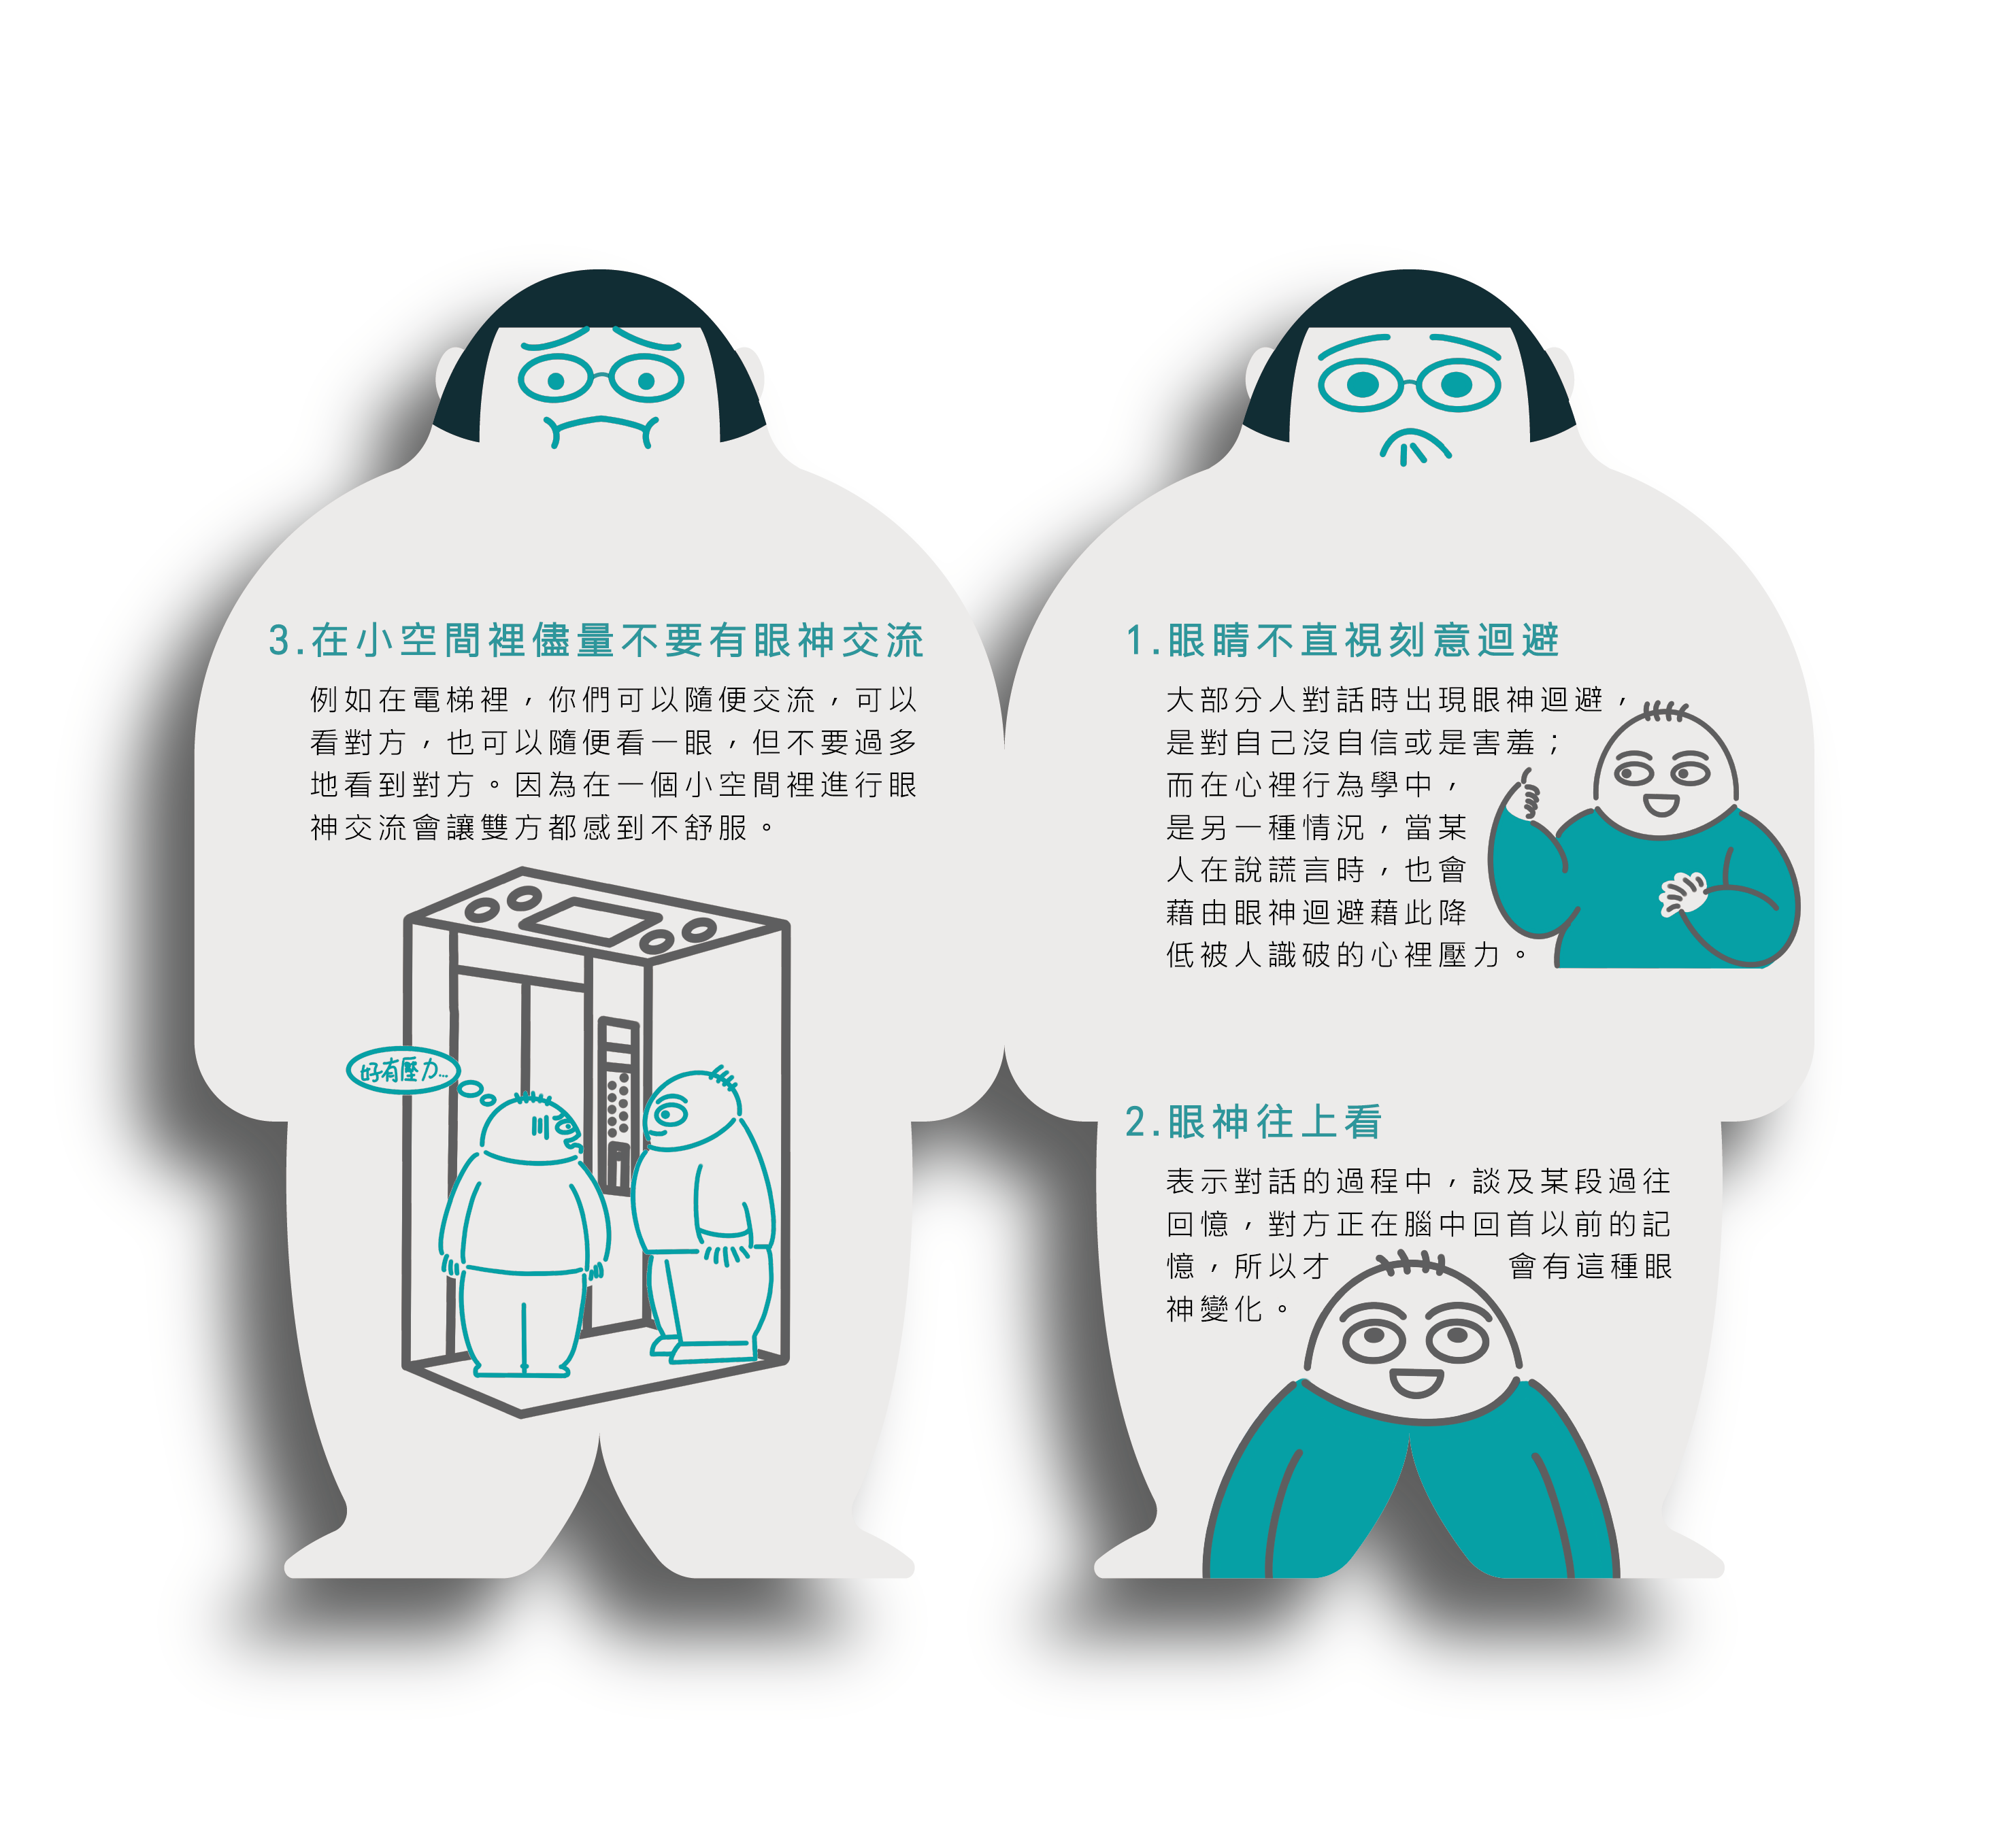 3.在小空間裡儘量不要有眼神交流
例如在電梯裡，你們可以隨便交流，可以
看對方，也可以隨便看一眼，但不要過多
地看到對方。因為在一個小空間裡進行眼
神交流會讓雙方都感到不舒服。
好有壓力...
1.眼睛不直視刻意迴避
大部分人對話時出現眼神迴避，
是對自己沒自信或是害羞；
而在心裡行為學中，
是另一種情況，當某
人在說謊言時，也會
藉由眼神迴避藉此降
低被人識破的心裡壓力。
2.眼神往上看
表示對話的過程中，談及某段過往
回憶，對方正在腦中回首以前的記
憶，所以才會有這種眼
神變化。